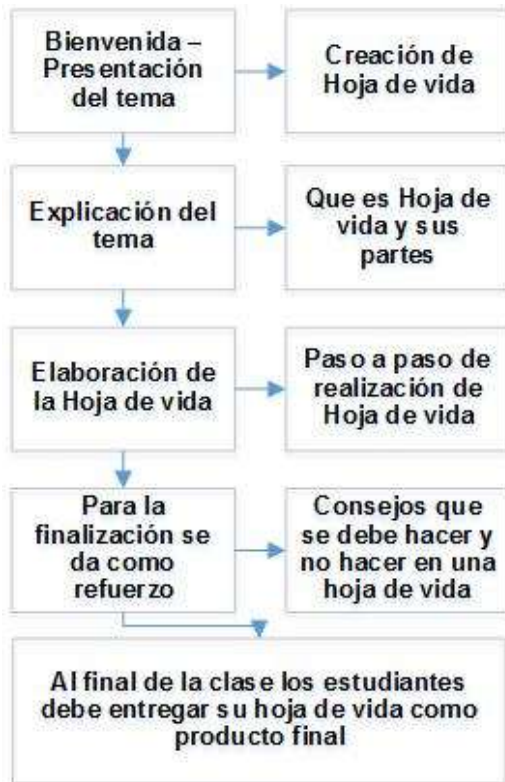 Bienvenida –
Presentación
del tema
Creación de
Hoja de vida
Explicación del
tema
Que es Hoja de
vida y sus
partes
Elaboración de
la Hoja de vida
Paso a paso de
realización de
Hoja de vida
Para la
finalización se
da como
refuerzo
Consejos que
se debe hacer y
no hacer en una
hoja de vida
Al final de la clase los estudiantes
debe entregar su hoja de vida como
producto final